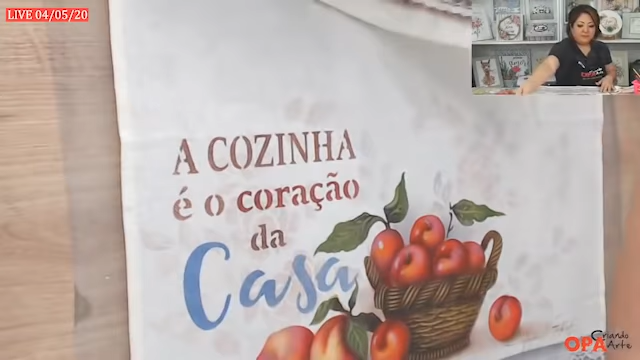 LIVE 04/05/20
A COZINHA
é o coração
da
Casa
Criando
OPA Arte